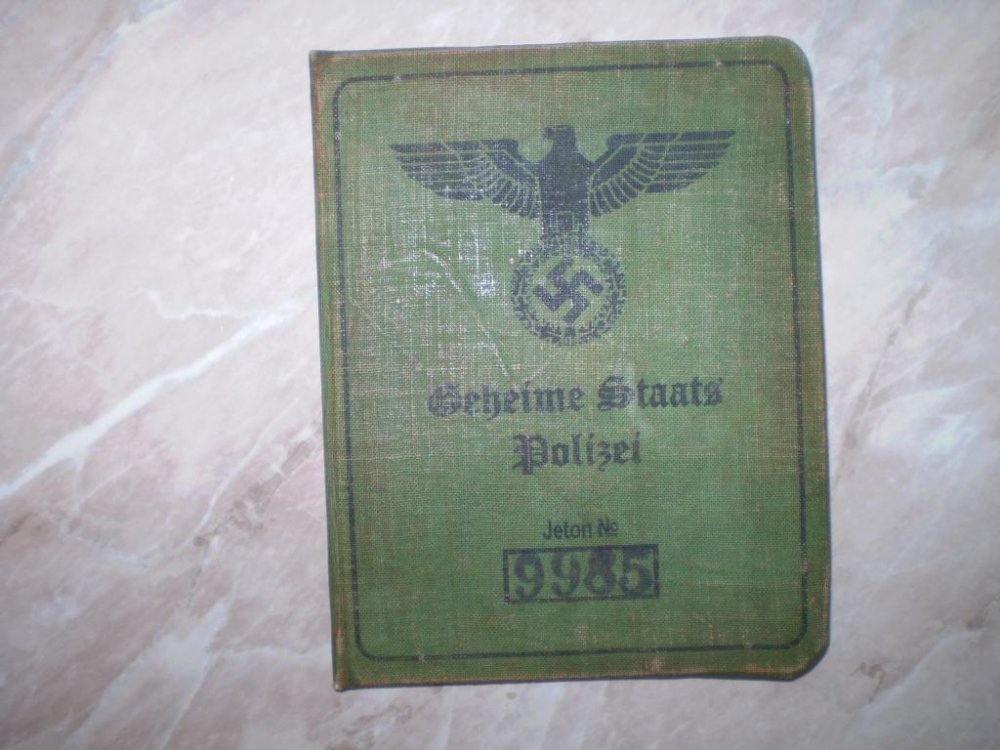 Geheime Staats
Polizei
Jeton №
9985